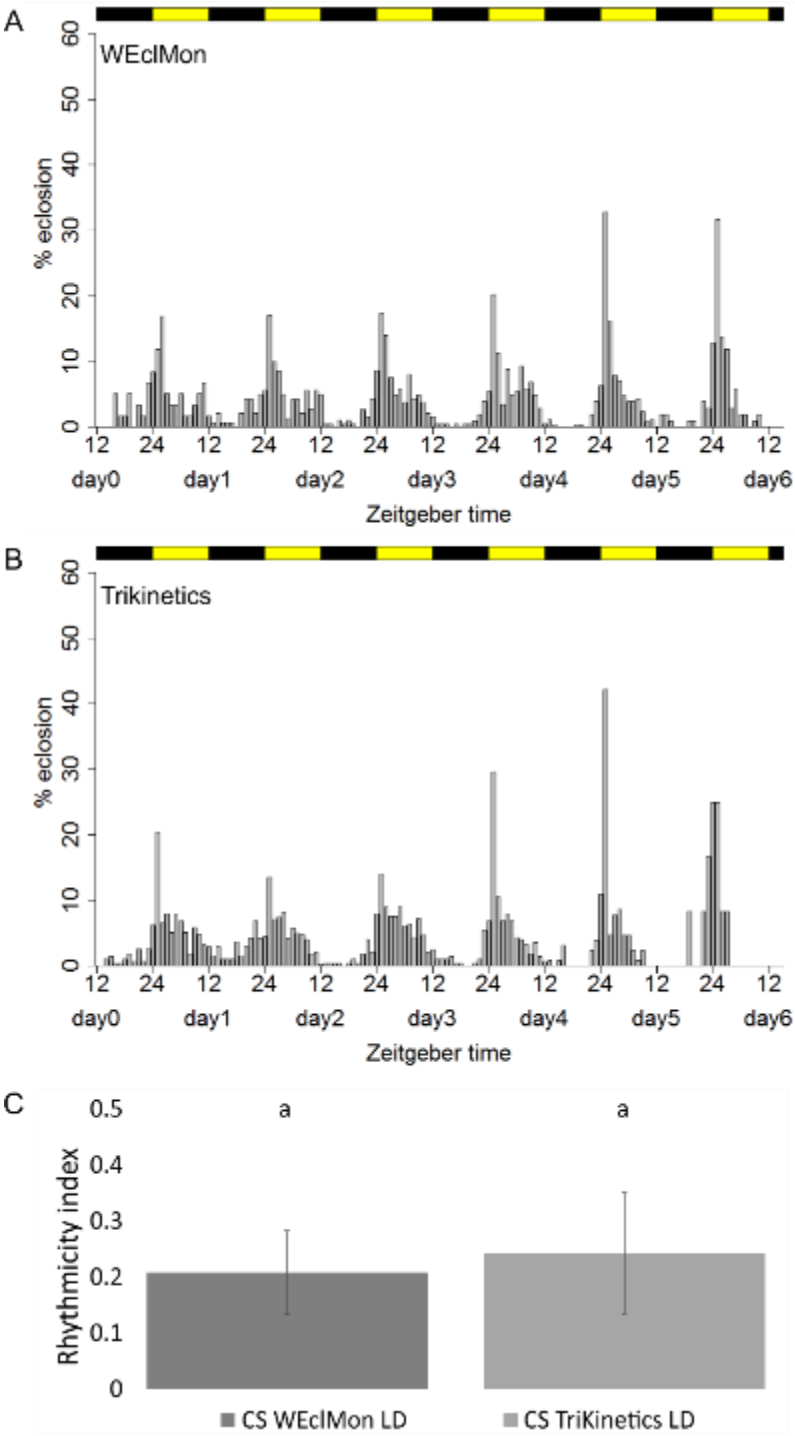 A
WEclMon
60
50
40
30
20
10
0
% eclosion
12 24 12 24 12 24 12 24 12 24 12 24 12
day0 day1 day2 day3 day4 day5 day6
Zeitgeber time
B
Trikinetics
60
50
40
30
20
10
0
% eclosion
12 24 12 24 12 24 12 24 12 24 12 24 12
day0 day1 day2 day3 day4 day5 day6
Zeitgeber time
C
a a
0.5
0.4
0.3
0.2
0.1
0
Rhythmicity index
CS WEclMon LD CS TriKinetics LD